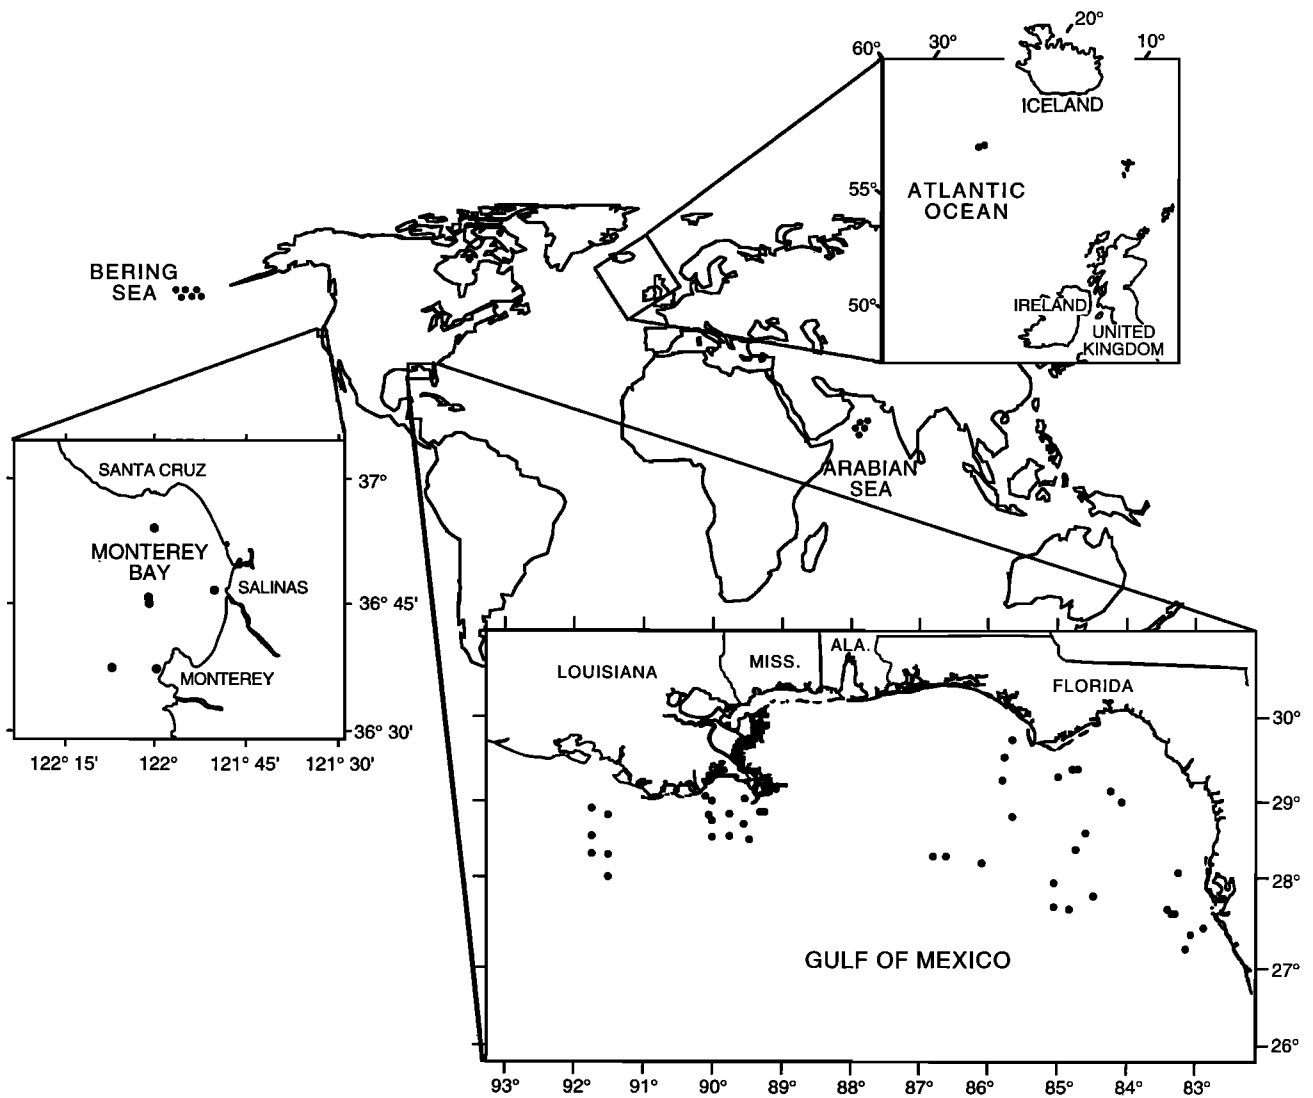 20°
60° 30° 10°
ICELAND
55°
ATLANTIC
OCEAN
50°
IRELAND
UNITED
KINGDOM
BERING
SEA
ARABIAN
SEA
SANTA CRUZ
37°
MONTEREY
BAY
SALINAS
36° 45'
MONTEREY
36° 30'
122° 15' 122° 121° 45' 121° 30'
LOUISIANA MISS. ALA.
FLORIDA
30°
29°
28°
GULF OF MEXICO
27°
26°
93° 92° 91° 90° 89° 88° 87° 86° 85° 84° 83°